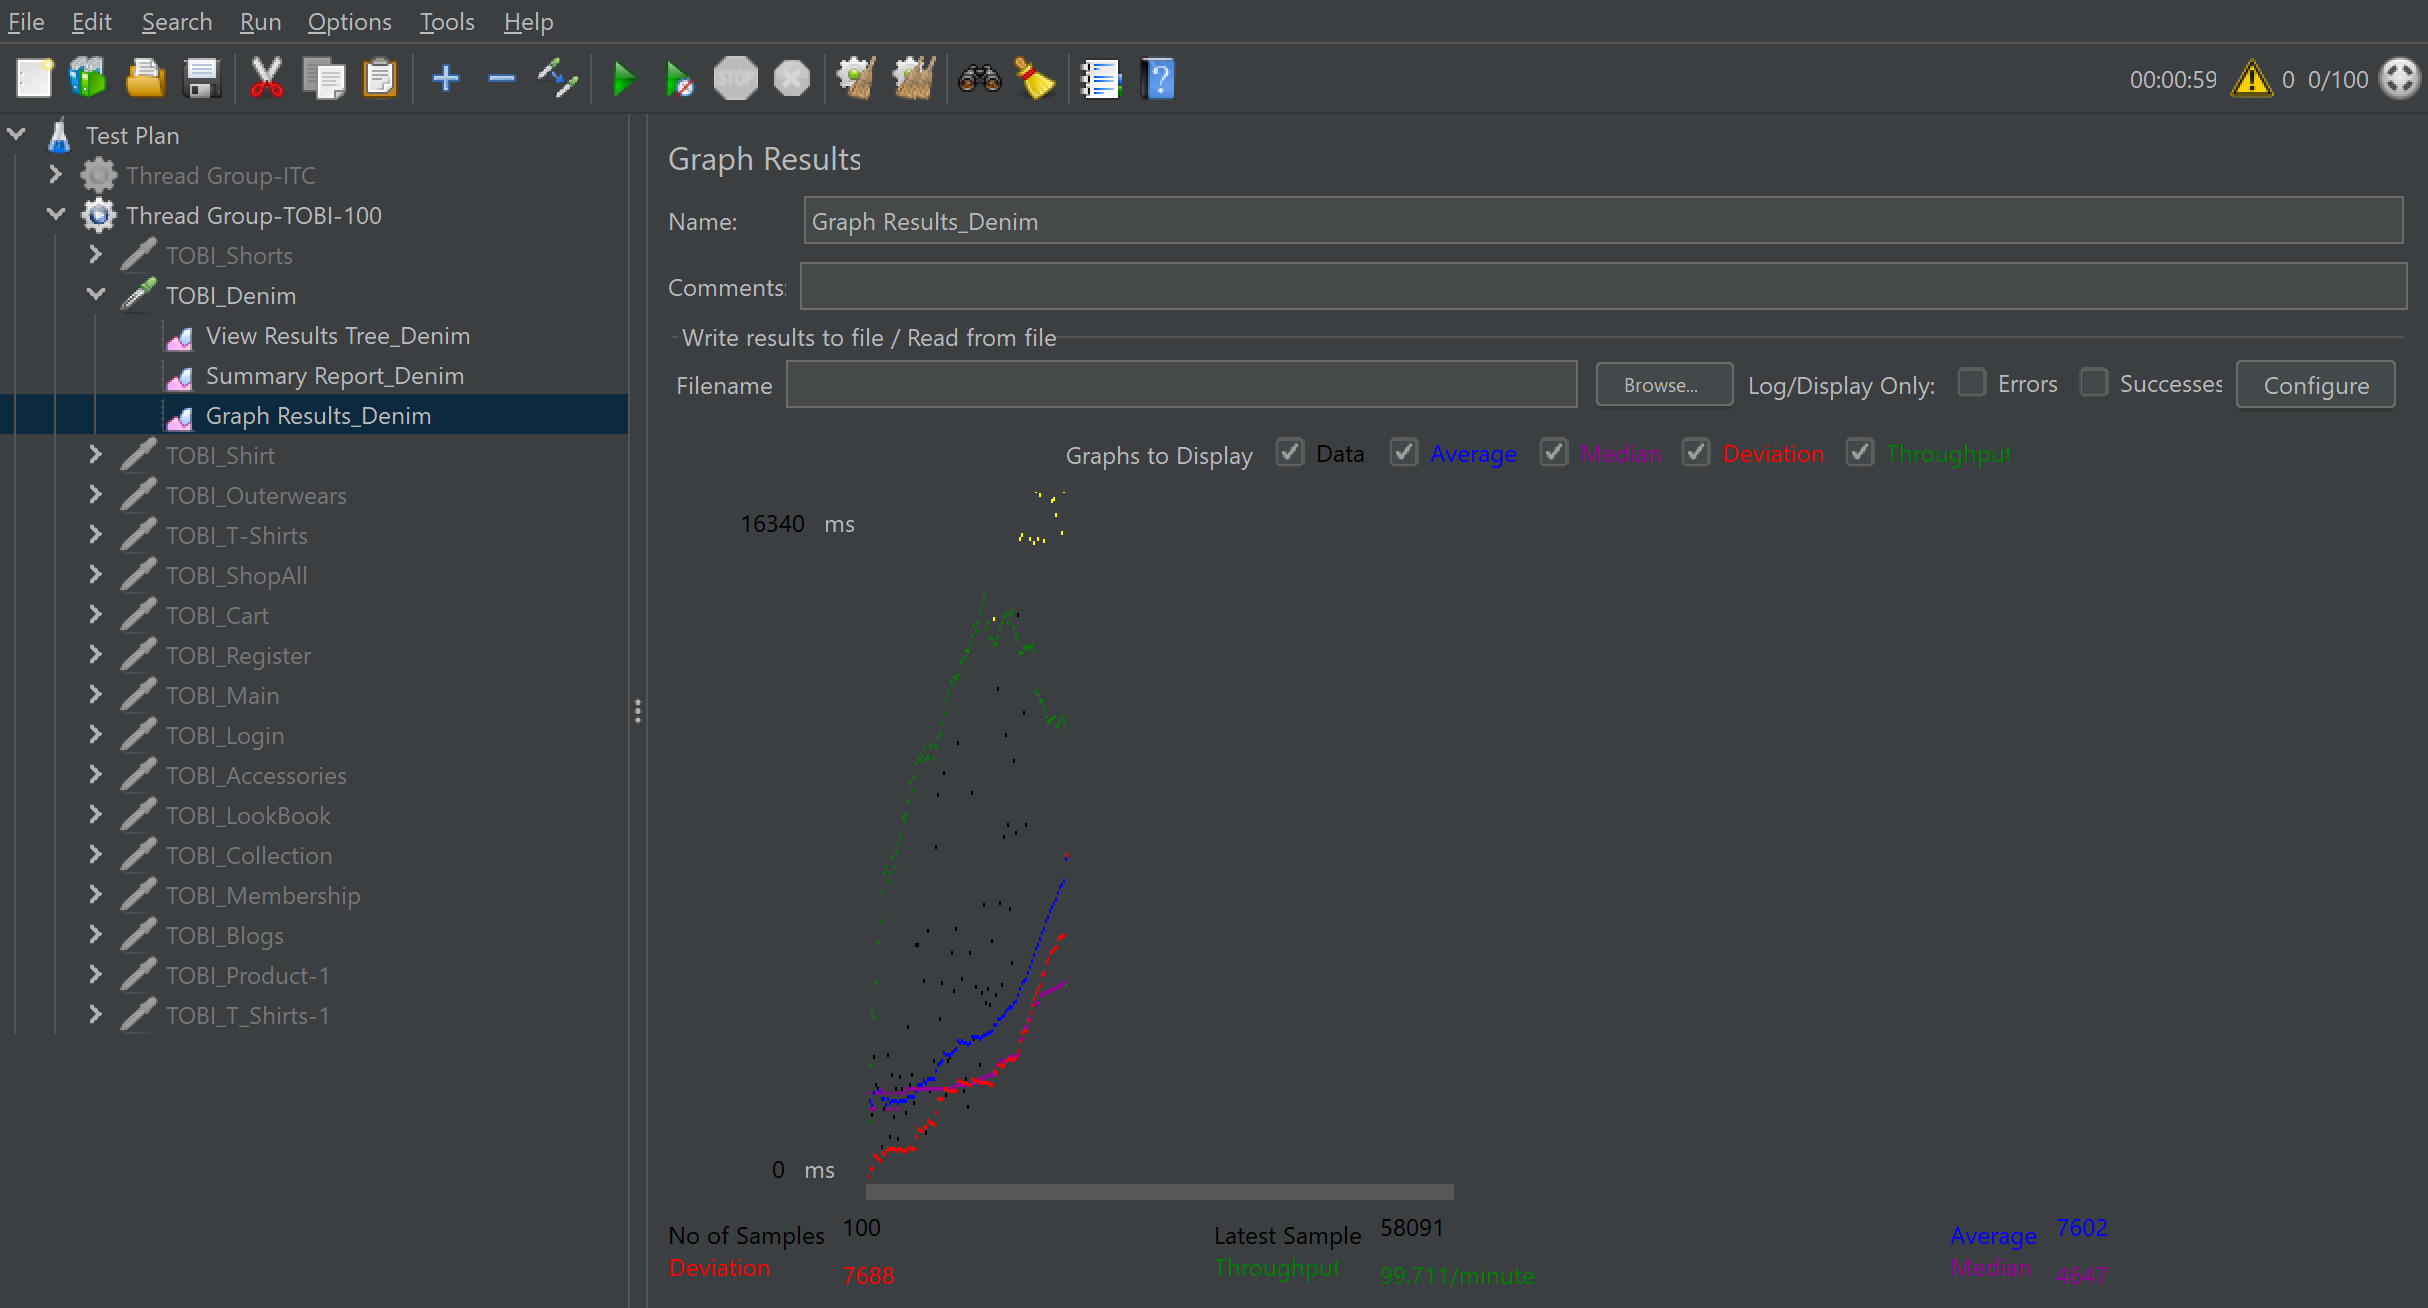 File Edit Search Run Options Tools Help
STOP
00:00:59 0 0/100
Test Plan
Thread Group-ITC
Thread Group-TOBI-100
TOBI_Shorts
TOBI_Denim
View Results Tree_Denim
Summary Report_Denim
Graph Results_Denim
TOBI_Shirt
TOBI_Outerwears
TOBI_T-Shirts
TOBI_ShopAll
TOBI_Cart
TOBI_Register
TOBI_Main
TOBI_Login
TOBI_Accessories
TOBI_LookBook
TOBI_Collection
TOBI_Membership
TOBI_Blogs
TOBI_Product-1
TOBI_T_Shirts-1
Graph Results
Name: Graph Results_Denim
Comments:
Write results to file / Read from file
Filename Browse... Log/Display Only: Errors Successes Configure
Graphs to Display Data Average Median Deviation Throughput
16340 ms
0 ms
No of Samples 100 Latest Sample 58091 Average 7602
Deviation 7688 Throughput 99.711/minute Median 4647